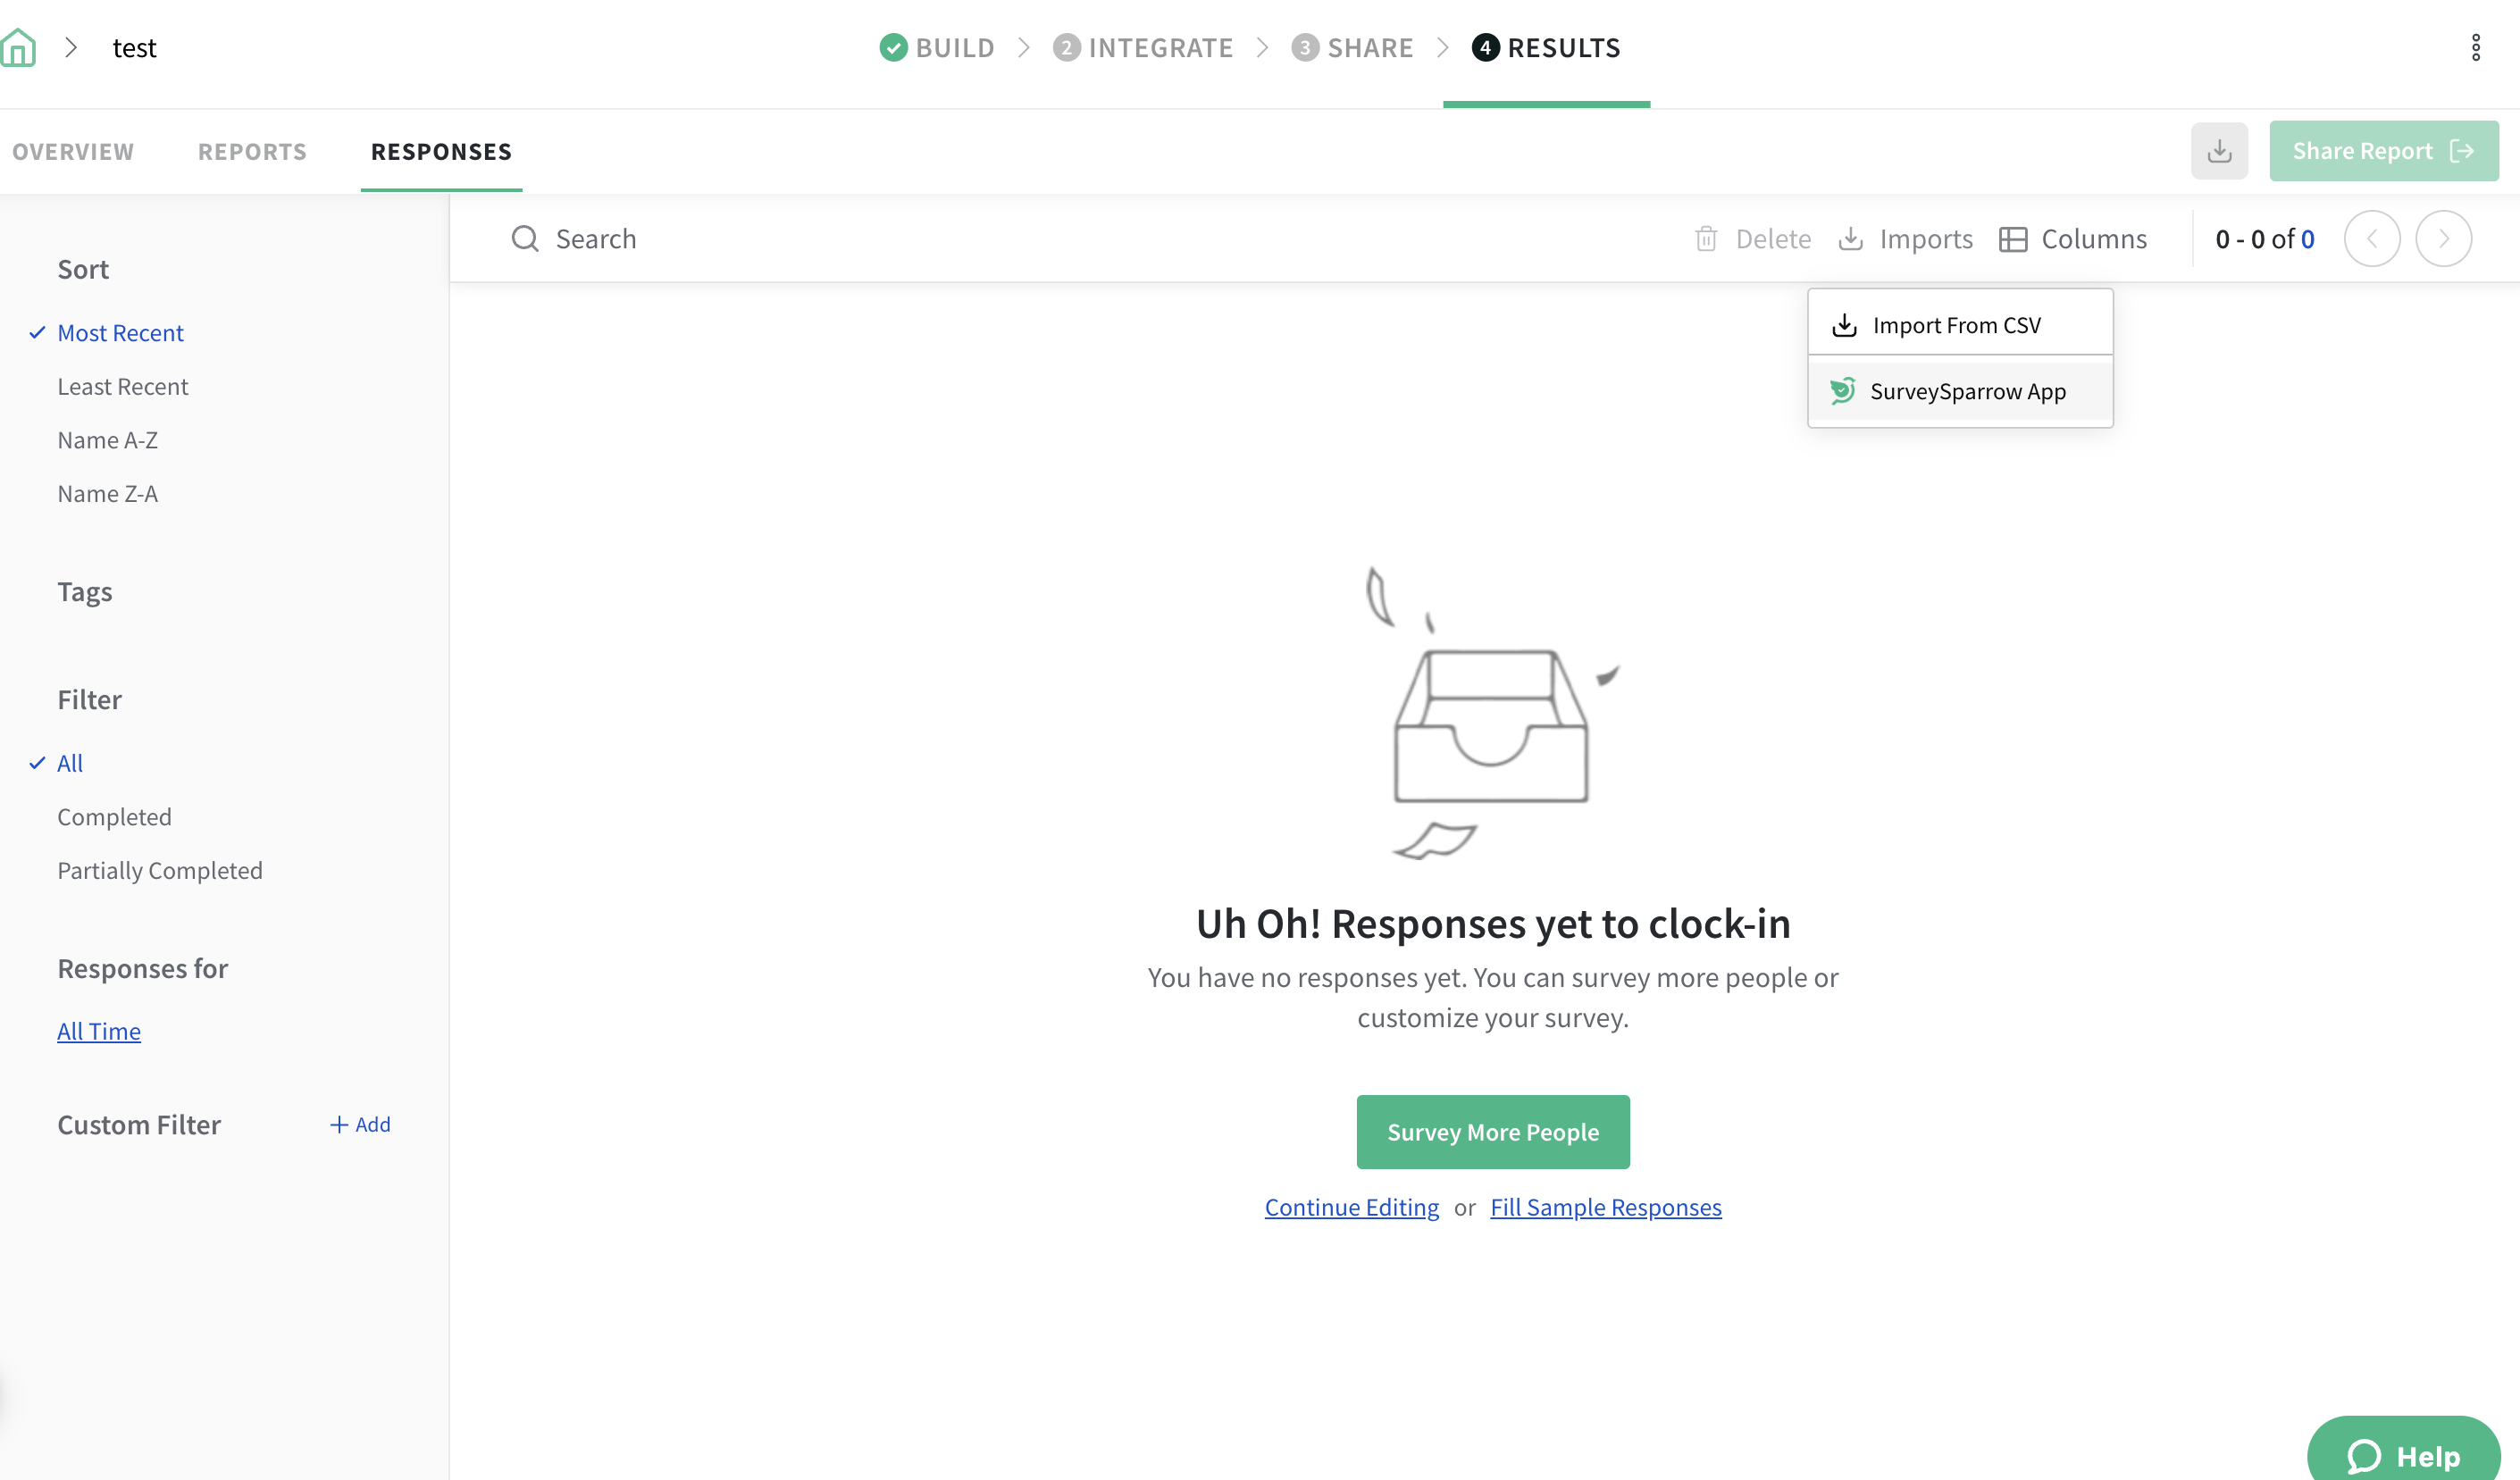 test
BUILD
2 INTEGRATE
3 SHARE
4 RESULTS
OVERVIEW
REPORTS
RESPONSES
Share Report
Sort
Most Recent
Least Recent
Name A-Z
Name Z-A
Tags
Filter
All
Completed
Partially Completed
Responses for
All Time
Custom Filter
Add
Search
Delete
Imports
Columns
0 - 0 of 0
Import From CSV
SurveySparrow App
Uh Oh! Responses yet to clock-in
You have no responses yet. You can survey more people or
customize your survey.
Survey More People
Continue Editing or Fill Sample Responses
Help